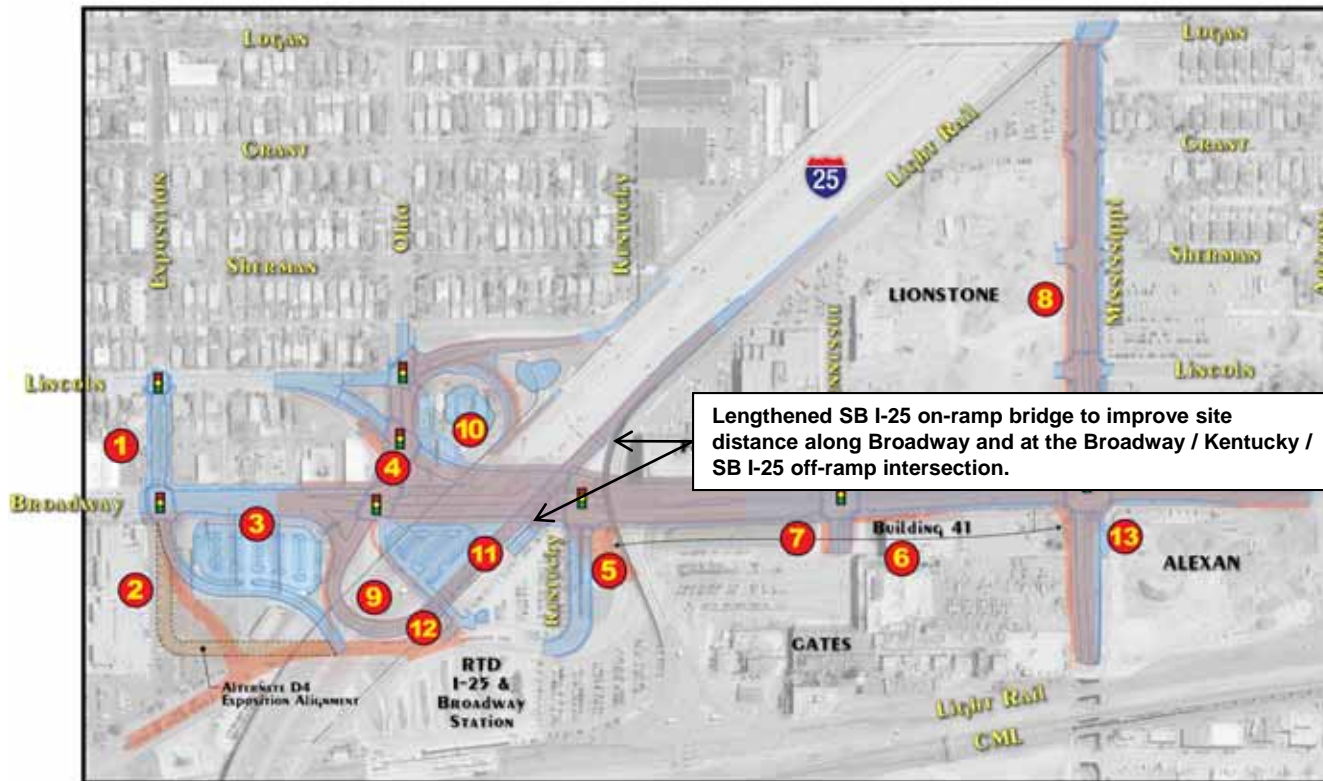 LOGAN
LOGAN
GRANT
GRANT
25
Light Rail
EXPOSITION
Ohio
KENTUCKY
Mississippi
SHERMAN
SHERMAN
LIONSTONE
8
LINCOLN
LINCOLN
Lengthened SB I-25 on-ramp bridge to improve site
distance along Broadway and at the Broadway / Kentucky /
SB I-25 off-ramp intersection.
1
10
4
BROADWAY
3
11
7
Building 41
6
13
ALEXAN
2
9
5
Kentucky
12
GATES
RTD
I-25 &
BROADWAY
STATION
ALTERNATE D4
EXPOSITION ALIGNMENT
Light Rail
CML